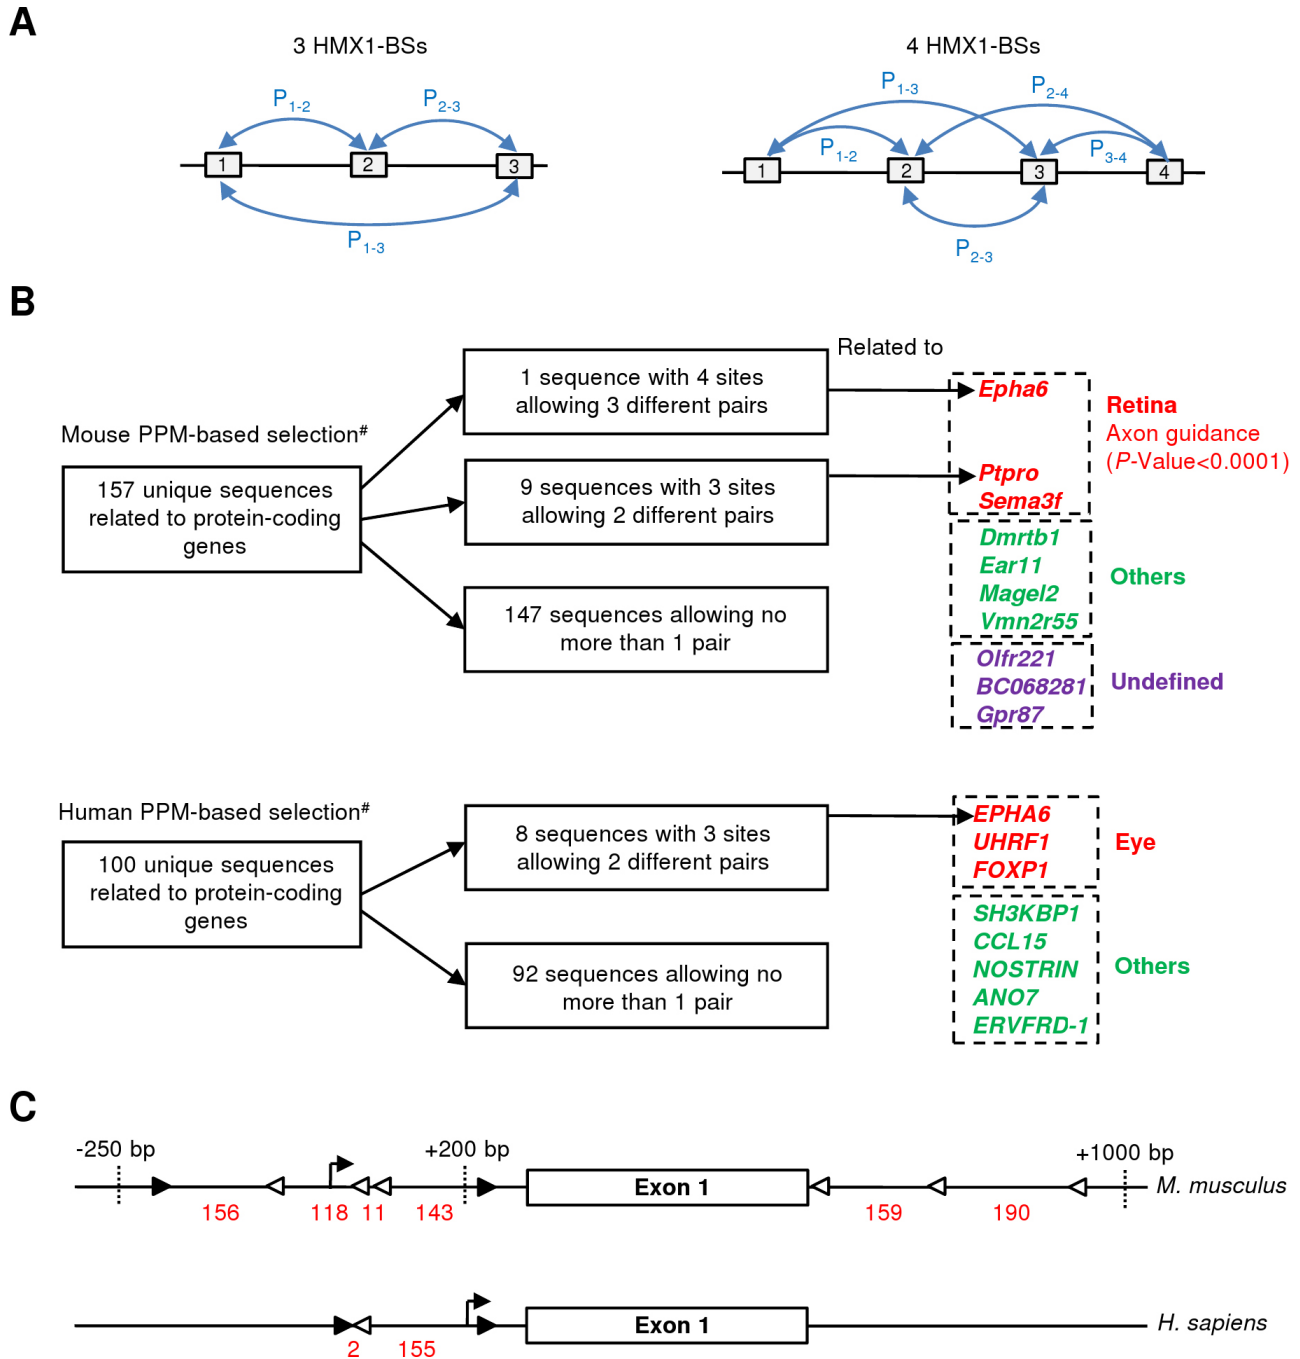 A
3 HMX1-BSs
4 HMX1-BSs
P1-2
P2-3
1
2
3
P1-3
P1-3
P2-4
P1-2
P3-4
1
2
3
4
P2-3
B
Related to
Mouse PPM-based selection#
157 unique sequences
related to protein-coding
genes
1 sequence with 4 sites
allowing 3 different pairs
9 sequences with 3 sites
allowing 2 different pairs
147 sequences allowing no
more than 1 pair
Epha6
Ptpro
Sema3f
Retina
Axon guidance
(P-Value<0.0001)
Dmrtb1
Ear11
Magel2
Vmn2r55
Others
Olfr221
BC068281
Gpr87
Undefined
Human PPM-based selection#
100 unique sequences
related to protein-coding
genes
8 sequences with 3 sites
allowing 2 different pairs
92 sequences allowing no
more than 1 pair
EPHA6
UHRF1
FOXP1
Eye
SH3KBP1
CCL15
NOSTRIN
ANO7
ERVFRD-1
Others
C
-250 bp
+200 bp
+1000 bp
Exon 1
M. musculus
156
118
11
143
159
190
Exon 1
H. sapiens
2
155